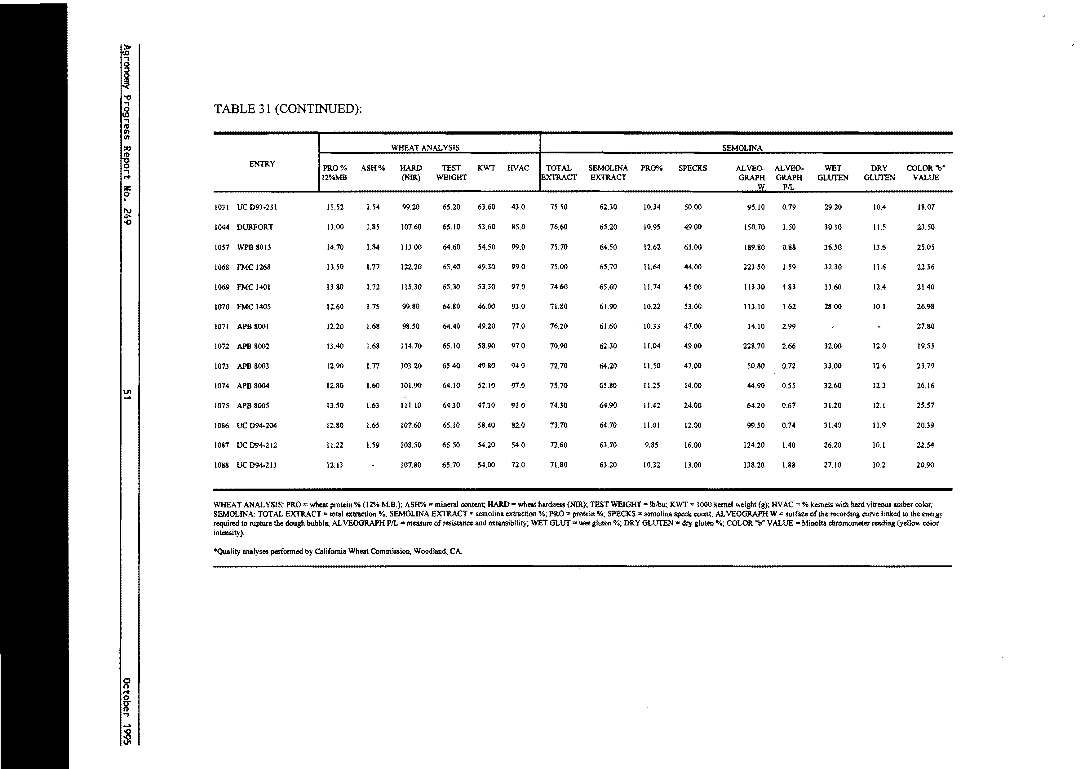 Agronomy Progress Report No. 249 51 October 1995
TABLE 31 (CONTINUED):
WHEAT ANALYSIS SEMOLINA
ENTRY PRO % 12%MB ASH % HARD (NIR) TEST WEIGHT KWT HVAC TOTAL EXTRACT SEMOLINA EXTRACT PRO% SPECKS ALVEO-GRAPH W ALVEO-GRAPH P/L WET GLUTEN DRY GLUTEN COLOR "b" VALUE
1031 UC D93-251 11.52 1.54 99.20 65.20 63.60 43.0 75.50 62.30 10.34 50.00 95.10 0.79 29.20 10.4 18.07
1044 DURFORT 13.00 1.85 107.60 65.10 53.60 85.0 76.60 65.20 10.95 49.00 150.70 1.50 30.50 11.5 23.50
1057 WPB 8013 14.70 1.84 113.00 64.60 54.50 99.0 75.70 64.50 12.62 63.00 189.80 0.88 36.50 13.6 25.05
1068 FMC 1268 13.50 1.77 122.20 65.40 49.30 99.0 75.00 65.70 11.64 44.00 223.50 1.59 32.30 11.6 22.36
1069 FMC 1401 13.80 1.72 115.30 65.30 53.30 97.0 74.60 65.60 11.74 45.00 113.30 1.83 33.60 12.4 21.40
1070 FMC 1405 12.60 1.75 99.80 64.80 46.00 93.0 71.80 61.90 10.22 53.00 113.10 1.62 28.00 10.1 26.98
1071 APB 8001 12.20 1.68 98.50 64.40 49.20 77.0 76.20 61.60 10.33 47.00 14.10 2.99 - - 27.80
1072 APB 8002 13.40 1.68 114.70 65.10 58.90 97.0 70.90 62.30 11.04 49.00 228.70 2.66 32.00 12.0 19.53
1073 APB 8003 12.90 1.77 103.20 65.40 49.80 94.0 72.70 64.20 11.50 47.00 50.80 0.72 33.00 12.6 23.79
1074 APB 8004 12.80 1.60 101.90 64.10 52.10 97.0 75.70 65.80 11.25 14.00 44.90 0.55 32.60 12.3 26.16
1075 APB 8005 13.50 1.63 111.10 64.30 47.10 91.0 74.50 64.90 11.42 24.00 64.20 0.67 31.20 12.1 25.57
1086 UC D94-204 12.80 1.65 107.60 65.10 58.40 82.0 73.70 64.70 11.01 12.00 99.50 0.74 31.40 11.9 20.39
1087 UC D94-212 11.22 1.59 108.50 65.50 54.20 54.0 72.60 63.70 9.85 16.00 124.20 1.40 26.20 10.1 22.54
1088 UC D94-213 12.13 - 107.80 65.70 54.00 72.0 71.80 63.20 10.32 13.00 138.20 1.88 27.10 10.2 20.90
WHEAT ANALYSIS: PRO = wheat protein % (12% M.B.); ASH% = mineral content; HARD = wheat hardness (NIR); TEST WEIGHT = lb/bu; KWT = 1000 kernel weight (g); HVAC = % kernels with hard vitreous amber color;
SEMOLINA: TOTAL EXTRACT = total extraction %, SEMOLINA EXTRACT = semolina extraction %; PRO = protein %; SPECKS = semolina speck count; ALVEOGRAPH W = surface of the recording curve linked to the energy
required to rupture the dough bubble; ALVEOGRAPH P/L = measure of resistance and extensibility; WET GLUT = wet gluten %; DRY GLUTEN = dry gluten %; COLOR "b" VALUE = Minolta chromometer reading (yellow color
intensity).
*Quality analyses performed by California Wheat Commission, Woodland, CA.